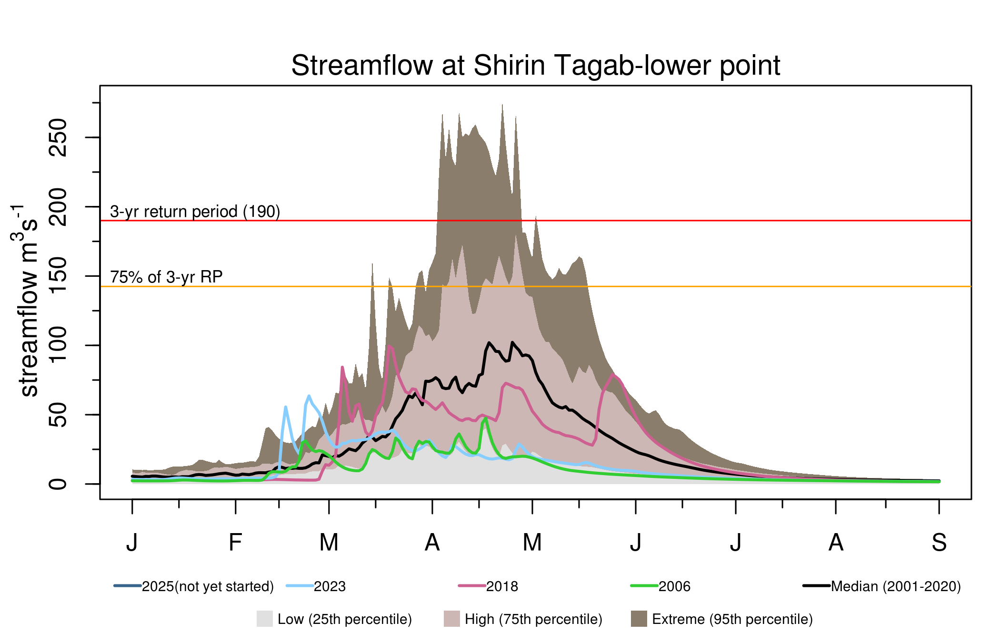 Streamflow at Shirin Tagab-lower point
streamflow m³s⁻¹
250
200
150
100
50
0
3-yr return period (190)
75% of 3-yr RP
J F M A M J J A S
2025(not yet started) 2023 2018 2006 Median (2001-2020)
Low (25th percentile) High (75th percentile) Extreme (95th percentile)